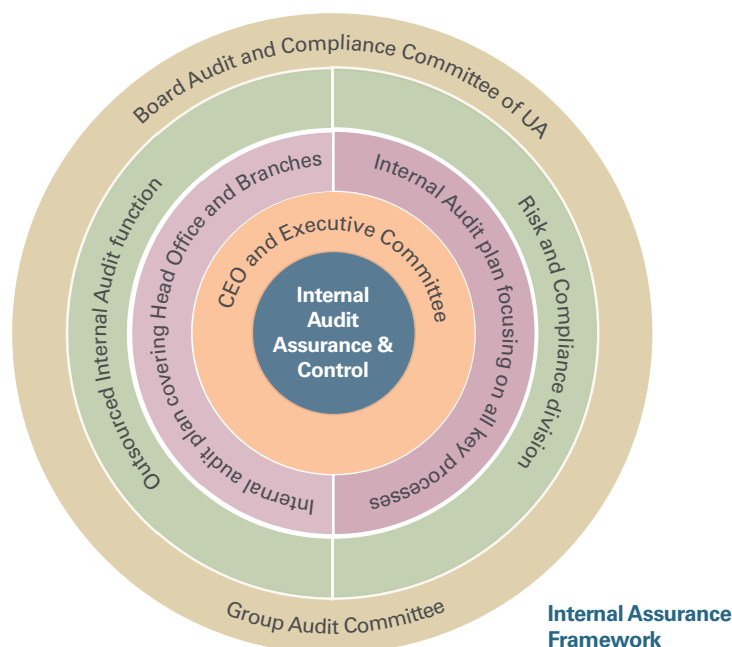 Board Audit and Compliance Committee of UA
Outsourced Internal Audit function
Risk and Compliance division
Internal audit plan covering Head Office and Branches
Internal Audit plan focusing on all key processes
CEO and Executive Committee
Internal
Audit
Assurance &
Control
Group Audit Committee
Internal Assurance
Framework